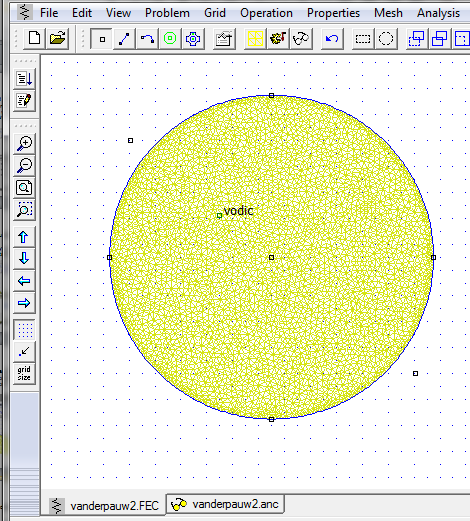 File Edit View Problem Grid Operation Properties Mesh Analysis
vodic
grid
size
vanderpauw2.FEC vanderpauw2.anc